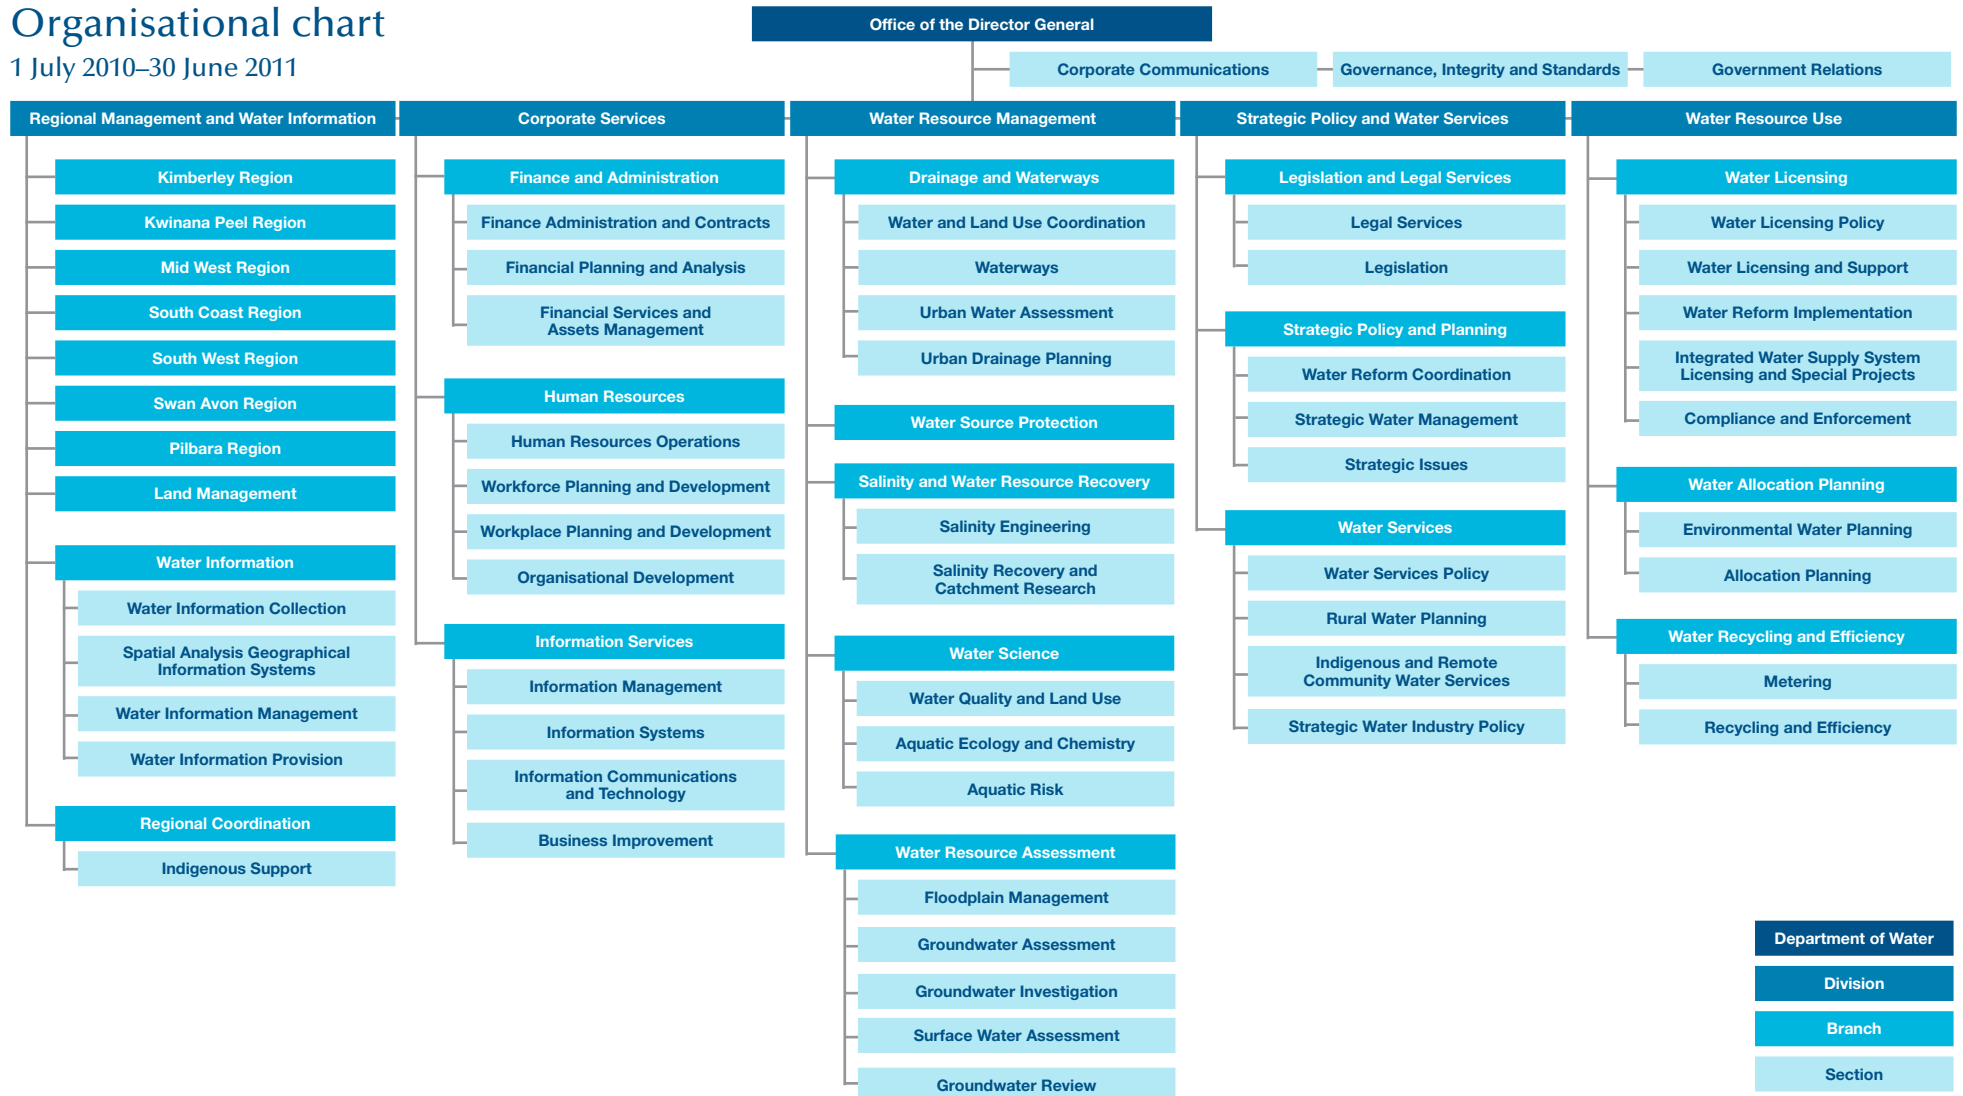 Organisational chart
1 July 2010–30 June 2011
Office of the Director General
Corporate Communications
Governance, Integrity and Standards
Government Relations
Regional Management and Water Information
Kimberley Region
Kwinana Peel Region
Mid West Region
South Coast Region
South West Region
Swan Avon Region
Pilbara Region
Land Management
Water Information
Water Information Collection
Spatial Analysis Geographical
Information Systems
Water Information Management
Water Information Provision
Regional Coordination
Indigenous Support
Corporate Services
Finance and Administration
Finance Administration and Contracts
Financial Planning and Analysis
Financial Services and
Assets Management
Human Resources
Human Resources Operations
Workforce Planning and Development
Workplace Planning and Development
Organisational Development
Information Services
Information Management
Information Systems
Information Communications
and Technology
Business Improvement
Water Resource Management
Drainage and Waterways
Water and Land Use Coordination
Waterways
Urban Water Assessment
Urban Drainage Planning
Water Source Protection
Salinity and Water Resource Recovery
Salinity Engineering
Salinity Recovery and
Catchment Research
Water Science
Water Quality and Land Use
Aquatic Ecology and Chemistry
Aquatic Risk
Water Resource Assessment
Floodplain Management
Groundwater Assessment
Groundwater Investigation
Surface Water Assessment
Groundwater Review
Strategic Policy and Water Services
Legislation and Legal Services
Legal Services
Legislation
Strategic Policy and Planning
Water Reform Coordination
Strategic Water Management
Strategic Issues
Water Services
Water Services Policy
Rural Water Planning
Indigenous and Remote
Community Water Services
Strategic Water Industry Policy
Water Resource Use
Water Licensing
Water Licensing Policy
Water Licensing and Support
Water Reform Implementation
Integrated Water Supply System
Licensing and Special Projects
Compliance and Enforcement
Water Allocation Planning
Environmental Water Planning
Allocation Planning
Water Recycling and Efficiency
Metering
Recycling and Efficiency
Department of Water
Division
Branch
Section